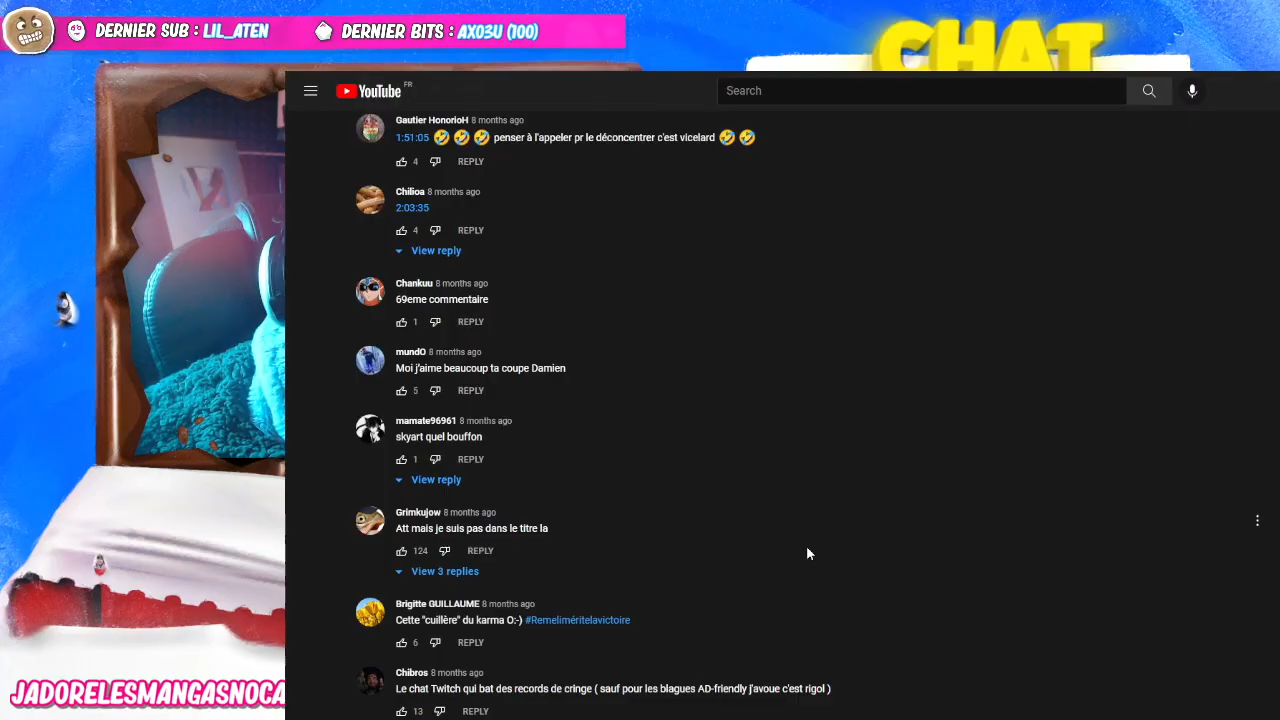 DERNIER SUB : LIL_ATEN
DERNIER BITS : AXO3U (100)
CHAT
YouTube FR
Search
Gautier HonorioH 8 months ago
1:51:05 🤣 🤣 🤣 penser à l'appeler pr le déconcentrer c'est vicelard 🤣 🤣
4 REPLY
Chilioa 8 months ago
2:03:35
4 REPLY
View reply
Chankuu 8 months ago
69eme commentaire
1 REPLY
mundO 8 months ago
Moi j'aime beaucoup ta coupe Damien
5 REPLY
mamate96961 8 months ago
skyart quel bouffon
1 REPLY
View reply
Grimkujow 8 months ago
Att mais je suis pas dans le titre la
124 REPLY
View 3 replies
Brigitte GUILLAUME 8 months ago
Cette "cuillère" du karma O:-) #Remeliméritelavictoire
6 REPLY
Chibros 8 months ago
Le chat Twitch qui bat des records de cringe ( sauf pour les blagues AD-friendly j'avoue c'est rigol )
13 REPLY
JADORELESMANGASNOCA